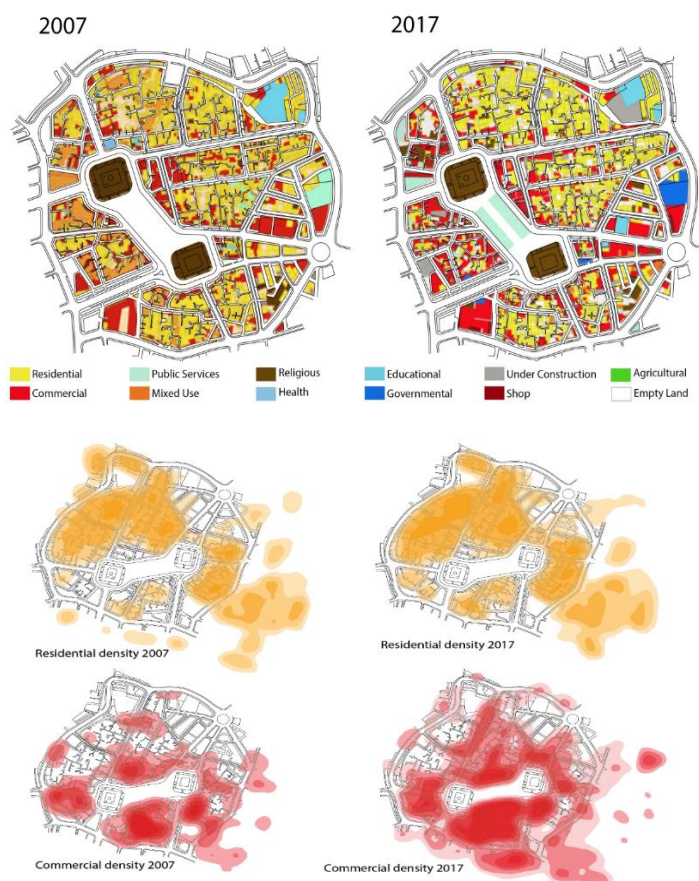 2007
2017
Residential
Public Services
Religious
Educational
Under Construction
Agricultural
Commercial
Mixed Use
Health
Governmental
Shop
Empty Land
Residential density 2007
Residential density 2017
Commercial density 2007
Commercial density 2017